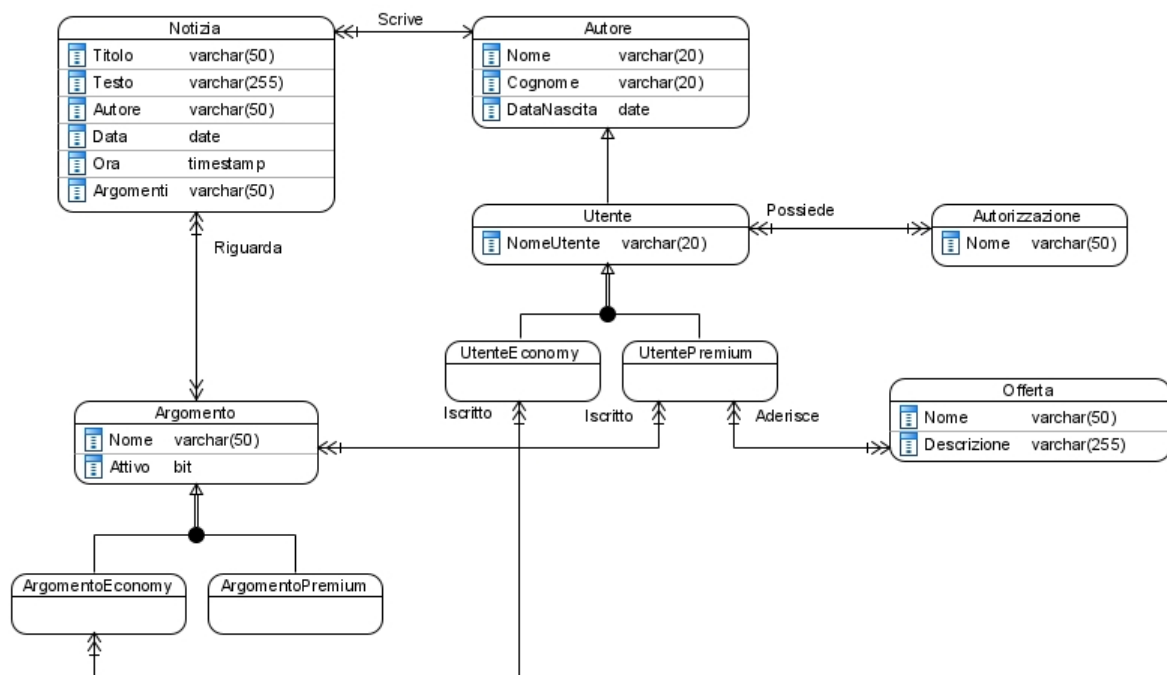 Notizia
Titolo varchar(50)
Testo varchar(255)
Autore varchar(50)
Data date
Ora timestamp
Argomenti varchar(50)
Scrive
Autore
Nome varchar(20)
Cognome varchar(20)
DataNascita date
Riguarda
Utente
NomeUtente varchar(20)
Possiede
Autorizzazione
Nome varchar(50)
UtenteEconomy
UtentePremium
Iscritto
Iscritto
Aderisce
Offerta
Nome varchar(50)
Descrizione varchar(255)
Argomento
Nome varchar(50)
Attivo bit
ArgomentoEconomy
ArgomentoPremium